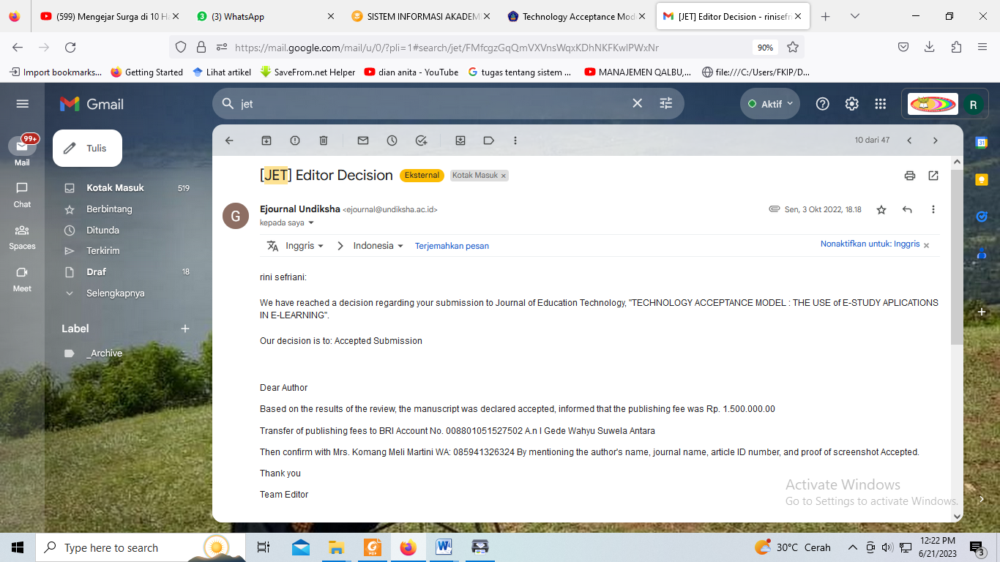 (599) Mengejar Surga di 10 Ha
(3) WhatsApp
SISTEM INFORMASI AKADEMI
Technology Acceptance Mod
[JET] Editor Decision - rinisefri
https://mail.google.com/mail/u/0/?pli=1#search/jet/FMfcgzGqQmVXVnsWqxKDhNKFKwlPWxNr
90%
Import bookmarks...
Getting Started
Lihat artikel
SaveFrom.net Helper
dian anita - YouTube
tugas tentang sistem ...
MANAJEMEN QALBU,...
file:///C:/Users/FKIP/D...
Gmail
jet
Aktif
R
99+
Mail
Chat
Spaces
Meet
Tulis
Kotak Masuk 519
Berbintang
Ditunda
Terkirim
Draf 18
Selengkapnya
Label
_Archive
10 dari 47
[JET] Editor Decision Eksternal Kotak Masuk ×
G
Ejournal Undiksha <ejournal@undiksha.ac.id>
Sen, 3 Okt 2022, 18.18
kepada saya
Inggris Indonesia Terjemahkan pesan
Nonaktifkan untuk: Inggris ×
rini sefriani:
We have reached a decision regarding your submission to Journal of Education Technology, "TECHNOLOGY ACCEPTANCE MODEL : THE USE of E-STUDY APLICATIONS
IN E-LEARNING".
Our decision is to: Accepted Submission
Dear Author
Based on the results of the review, the manuscript was declared accepted, informed that the publishing fee was Rp. 1.500.000.00
Transfer of publishing fees to BRI Account No. 008801051527502 A.n I Gede Wahyu Suwela Antara
Then confirm with Mrs. Komang Meli Martini WA: 085941326324 By mentioning the author's name, journal name, article ID number, and proof of screenshot Accepted.
Thank you
Team Editor
Activate Windows
Go to Settings to activate Windows.
Type here to search
30°C Cerah
12:22 PM
6/21/2023
3